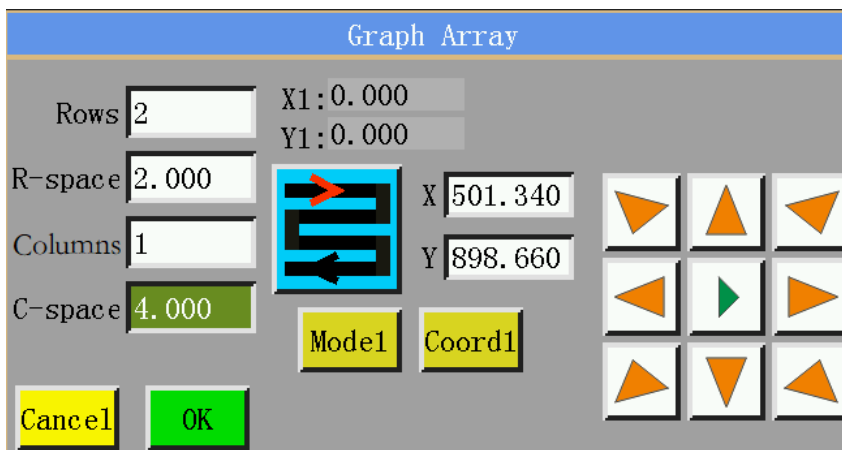 Graph Array
Rows 2
X1:0.000
Y1:0.000
R-space 2.000
X 501.340
Columns 1
Y 898.660
C-space 4.000
Mode1 Coord1
Cancel OK